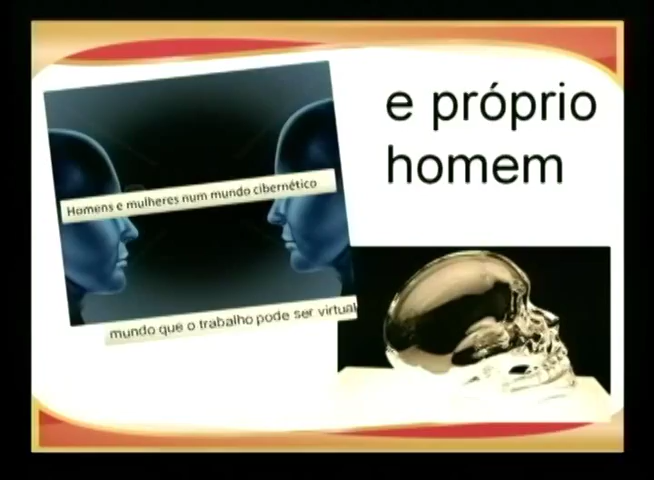 e próprio
homem
Homens e mulheres num mundo cibernético
mundo que o trabalho pode ser virtual